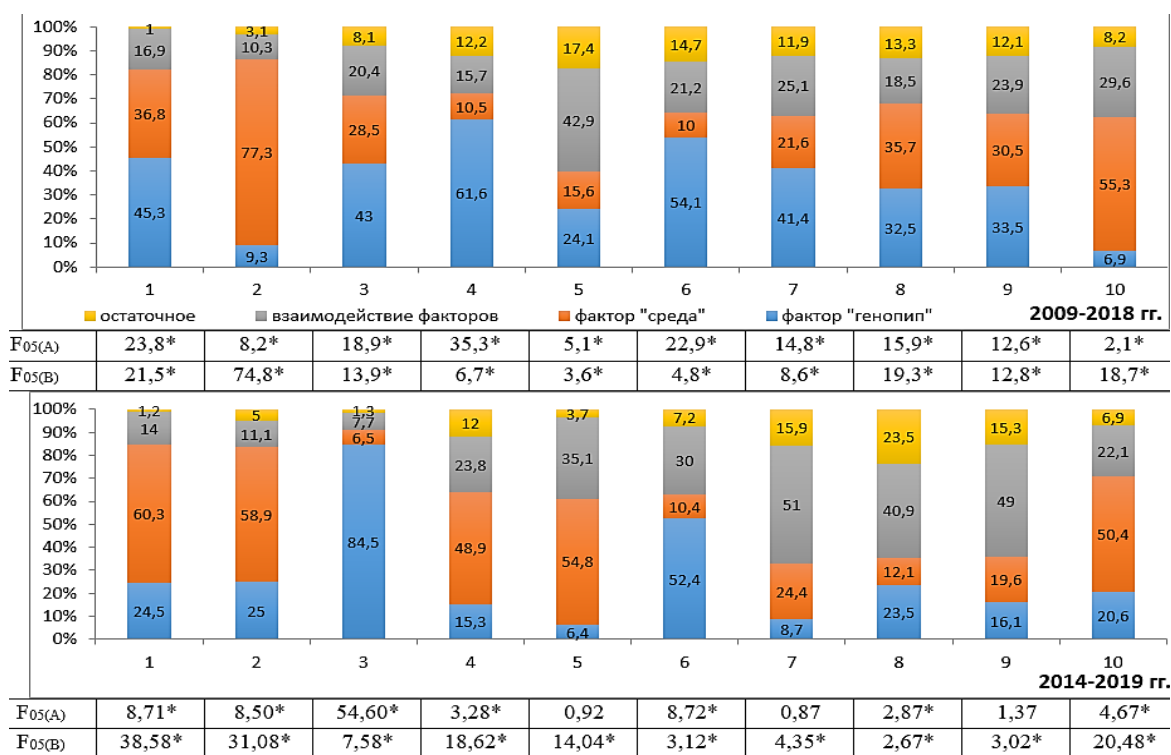 100% 1 3,1 8,1 12,2 17,4 14,7 11,9 13,3 12,1 8,2
90% 16,9 10,3 20,4 15,7 42,9 21,2 25,1 18,5 23,9 29,6
80%
70% 36,8 77,3 28,5 10,5 15,6 10 21,6 35,7 30,5 55,3
60%
50%
40%
30% 45,3 9,3 43 61,6 24,1 54,1 41,4 32,5 33,5 6,9
20%
10%
0%
1 2 3 4 5 6 7 8 9 10
остаточное взаимодействие факторов фактор "среда" фактор "генопип" 2009-2018 гг.
F05(A) 23,8* 8,2* 18,9* 35,3* 5,1* 22,9* 14,8* 15,9* 12,6* 2,1*
F05(B) 21,5* 74,8* 13,9* 6,7* 3,6* 4,8* 8,6* 19,3* 12,8* 18,7*
100% 1,2 5 1,3 12 3,7 7,2 15,9 23,5 15,3 6,9
90% 14 11,1 7,7 23,8 35,1 30 51 40,9 49 22,1
80%
70% 60,3 58,9 6,5 48,9 54,8 10,4 24,4 12,1 19,6 50,4
60%
50%
40%
30% 24,5 25 84,5 15,3 6,4 52,4 8,7 23,5 16,1 20,6
20%
10%
0%
1 2 3 4 5 6 7 8 9 10
2014-2019 гг.
F05(A) 8,71* 8,50* 54,60* 3,28* 0,92 8,72* 0,87 2,87* 1,37 4,67*
F05(B) 38,58* 31,08* 7,58* 18,62* 14,04* 3,12* 4,35* 2,67* 3,02* 20,48*